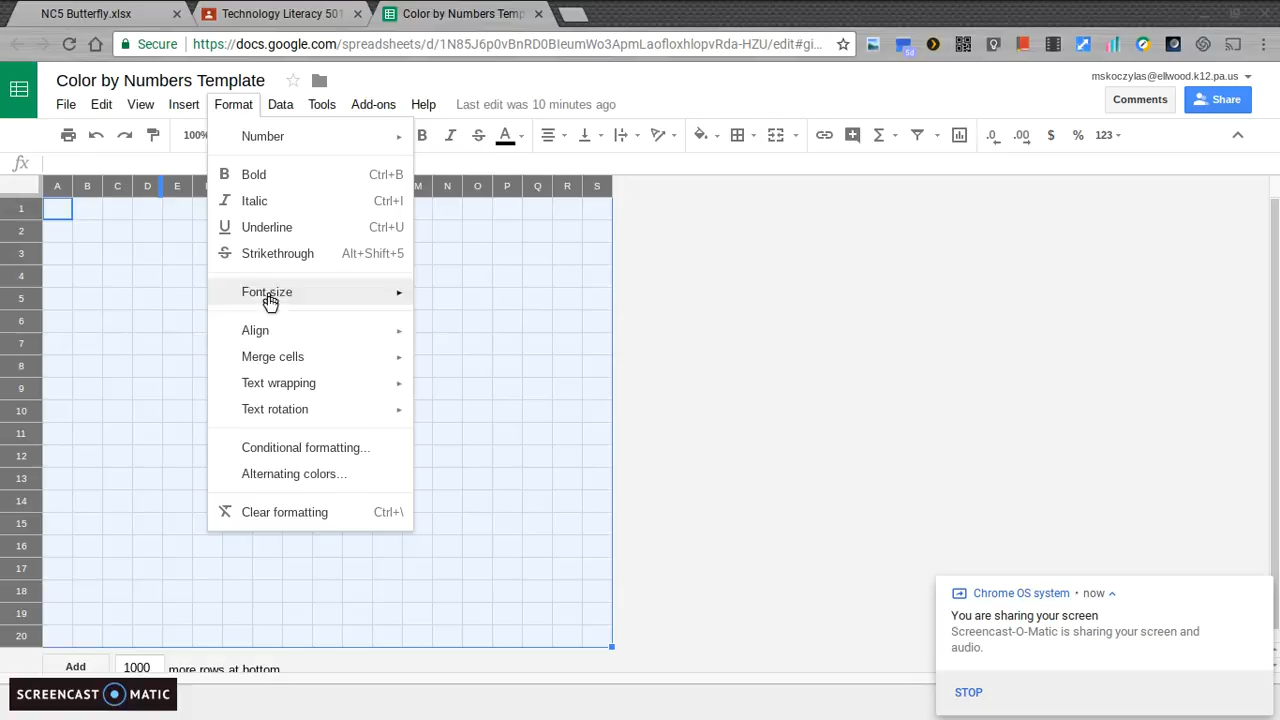 NC5 Butterfly.xlsx
Technology Literacy 501
Color by Numbers Temp
Secure https://docs.google.com/spreadsheets/d/1N85J6p0vBnRD0BIeumWo3ApmLaofloxhlopvRda-HZU/edit#gi…
5d
Color by Numbers Template
mskoczylas@ellwood.k12.pa.us
File Edit View Insert Format Data Tools Add-ons Help Last edit was 10 minutes ago
Comments Share
100% B I S A Σ .0 .00 $ % 123
fx
A B C D E M N O P Q R S
1
2
3
4
5
6
7
8
9
10
11
12
13
14
15
16
17
18
19
20
Number
B Bold Ctrl+B
I Italic Ctrl+I
U Underline Ctrl+U
S Strikethrough Alt+Shift+5
Font size
Align
Merge cells
Text wrapping
Text rotation
Conditional formatting...
Alternating colors...
Clear formatting Ctrl+\
Add 1000 more rows at bottom
SCREENCAST MATIC
Chrome OS system • now
You are sharing your screen
Screencast-O-Matic is sharing your screen and
audio.
STOP